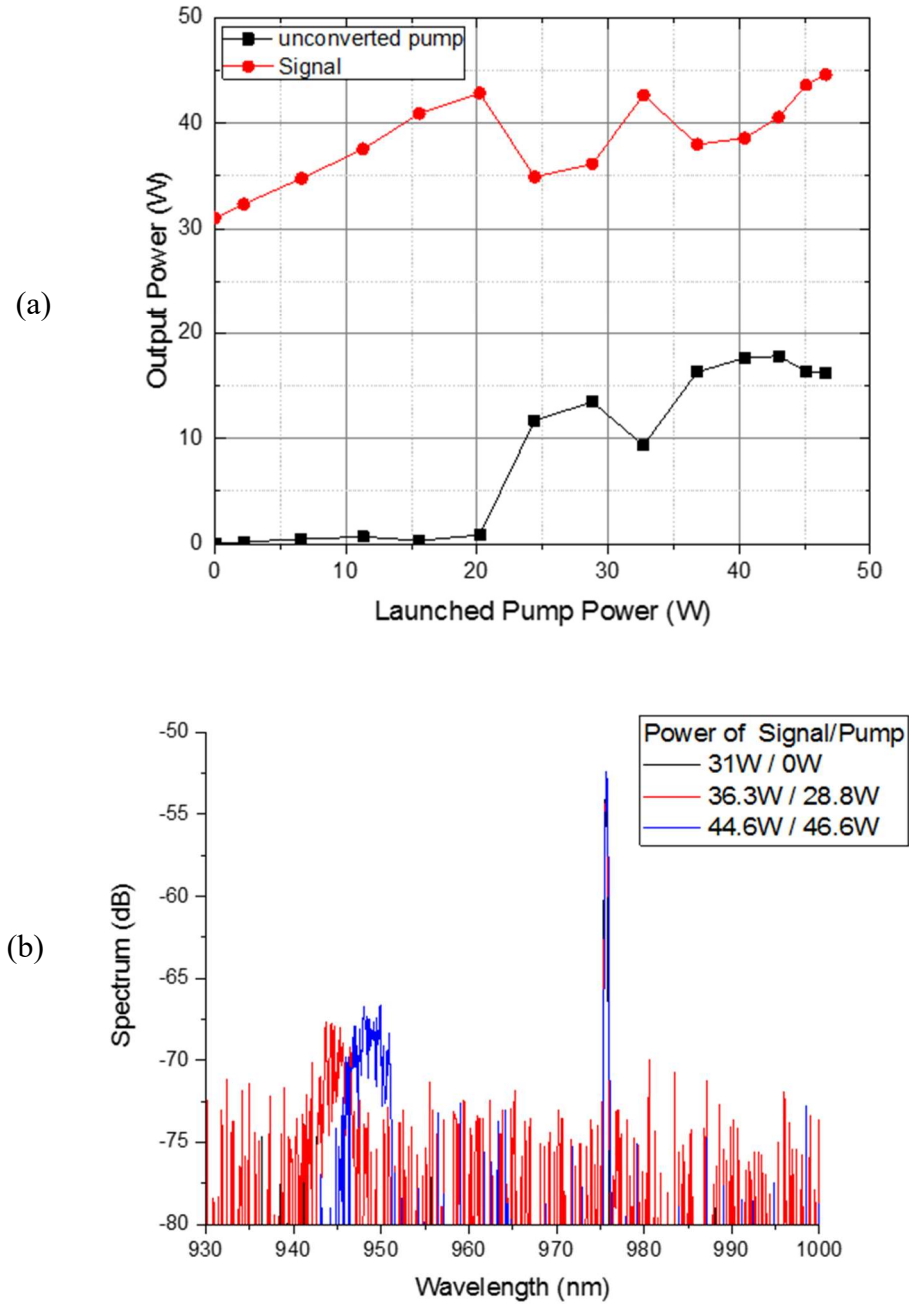 50
40
30
20
10
0
unconverted pump
Signal
Output Power (W)
(a)
0 10 20 30 40 50
Launched Pump Power (W)
-50
-55
-60
-65
-70
-75
-80
Power of Signal/Pump
31W / 0W
36.3W / 28.8W
44.6W / 46.6W
Spectrum (dB)
(b)
930 940 950 960 970 980 990 1000
Wavelength (nm)